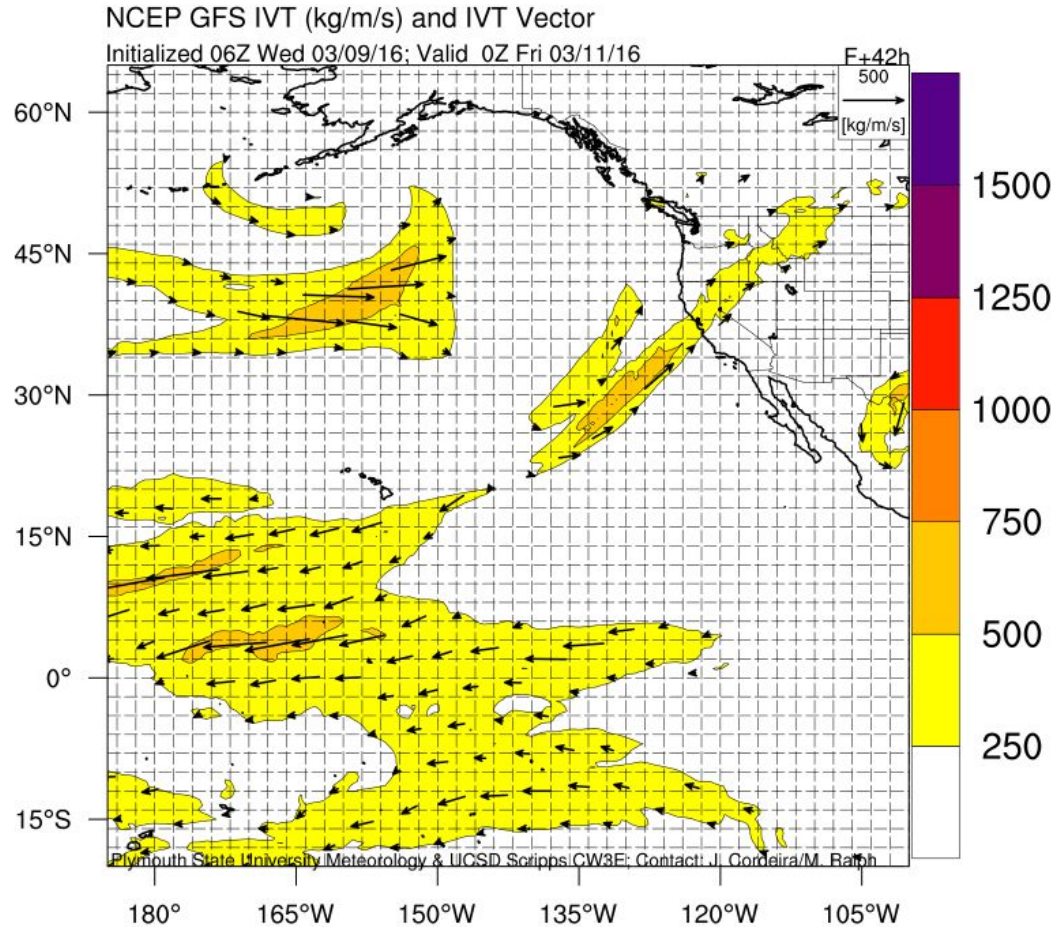 NCEP GFS IVT (kg/m/s) and IVT Vector
Initialized 06Z Wed 03/09/16; Valid 0Z Fri 03/11/16
F+42h
500
[kg/m/s]
60°N
45°N
30°N
15°N
0°
15°S
1500
1250
1000
750
500
250
Plymouth State University Meteorology & UCSD Scripps CW3E; Contact: J. Cordeira/M. Ralph
180°
165°W
150°W
135°W
120°W
105°W